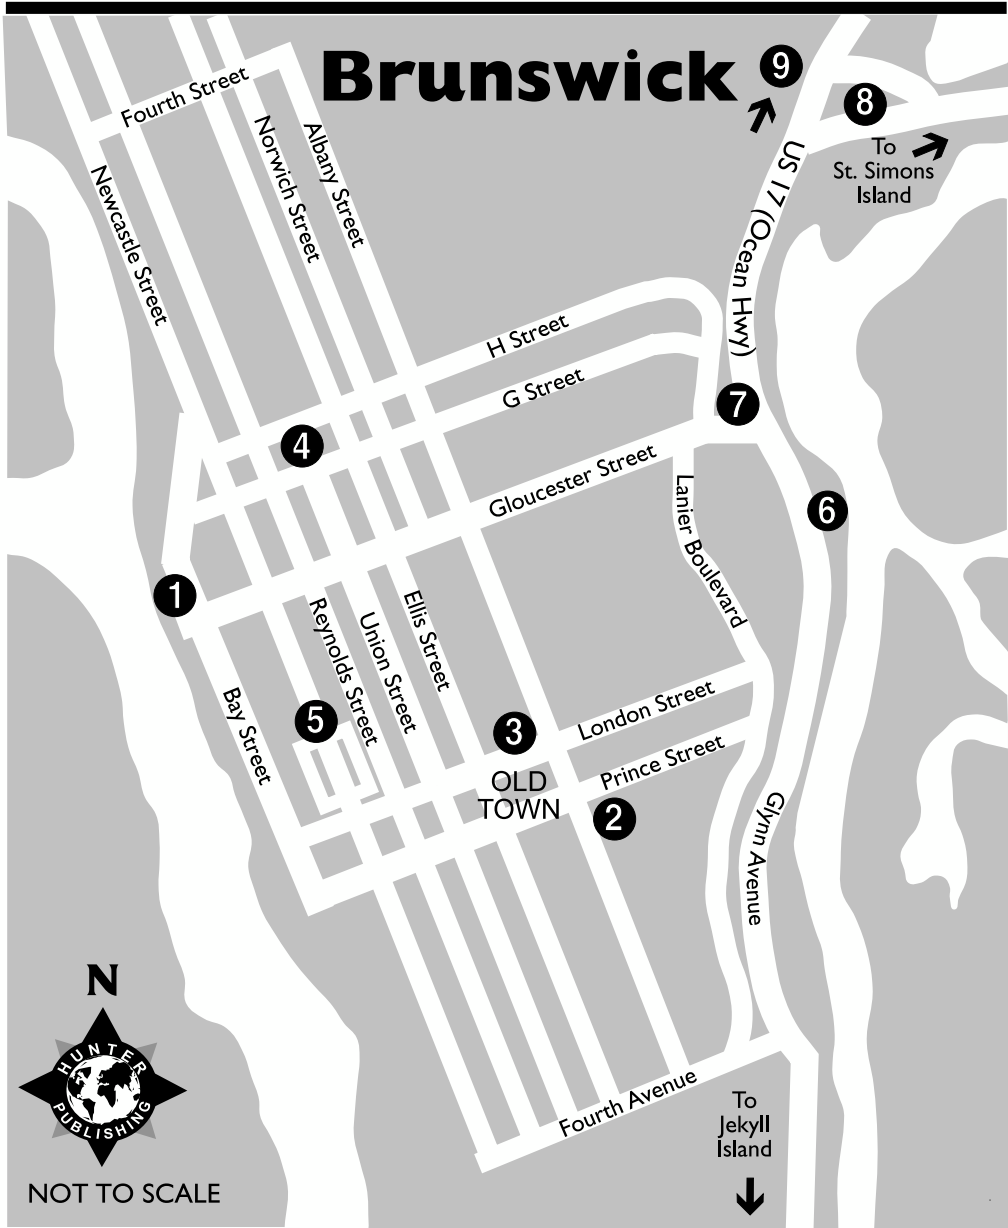 Brunswick
9
8
To
St. Simons
Island
Fourth Street
Newcastle Street
Norwich Street
Albany Street
US 17 (Ocean Hwy)
H Street
G Street
7
4
Gloucester Street
Lanier Boulevard
6
1
Reynolds Street
Union Street
Ellis Street
Bay Street
5
3
OLD
TOWN
London Street
Prince Street
2
Glynn Avenue
Fourth Avenue
To
Jekyll
Island
N
HUNTER
PUBLISHING
NOT TO SCALE